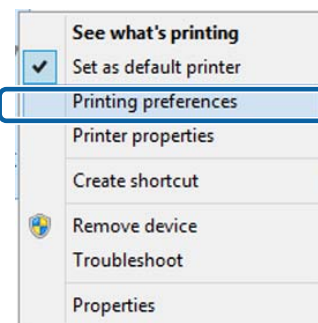 See what's printing
Set as default printer
Printing preferences
Printer properties
Create shortcut
Remove device
Troubleshoot
Properties